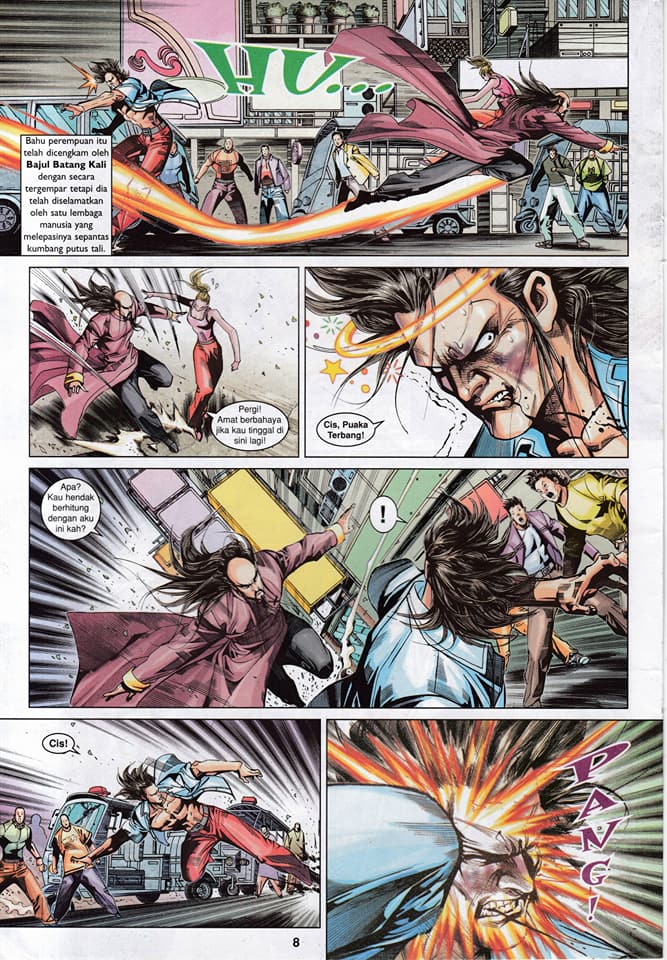 HU...
Bahu perempuan itu
telah dicengkam oleh
Bajul Batang Kali
dengan secara
tergempar tetapi dia
telah diselamatkan
oleh satu lembaga
manusia yang
melepasinya sepantas
kumbang putus tali.
Pergi!
Amat berbahaya
jika kau tinggal di
sini lagi!
Cis, Puaka
Terbang!
Apa?
Kau hendak
berhitung
dengan aku
ini kah?
!
Cis!
PANG!
8